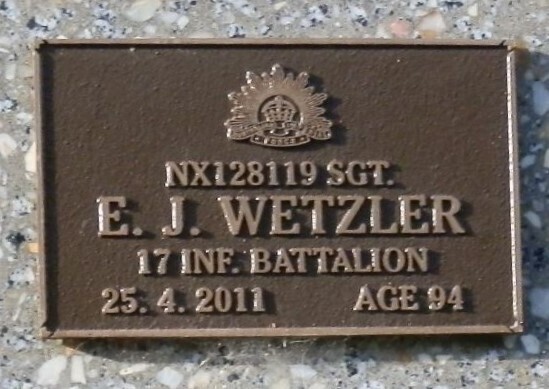 NX128119 SGT.
E. J. WETZLER
17 INF. BATTALION
25. 4. 2011 AGE 94